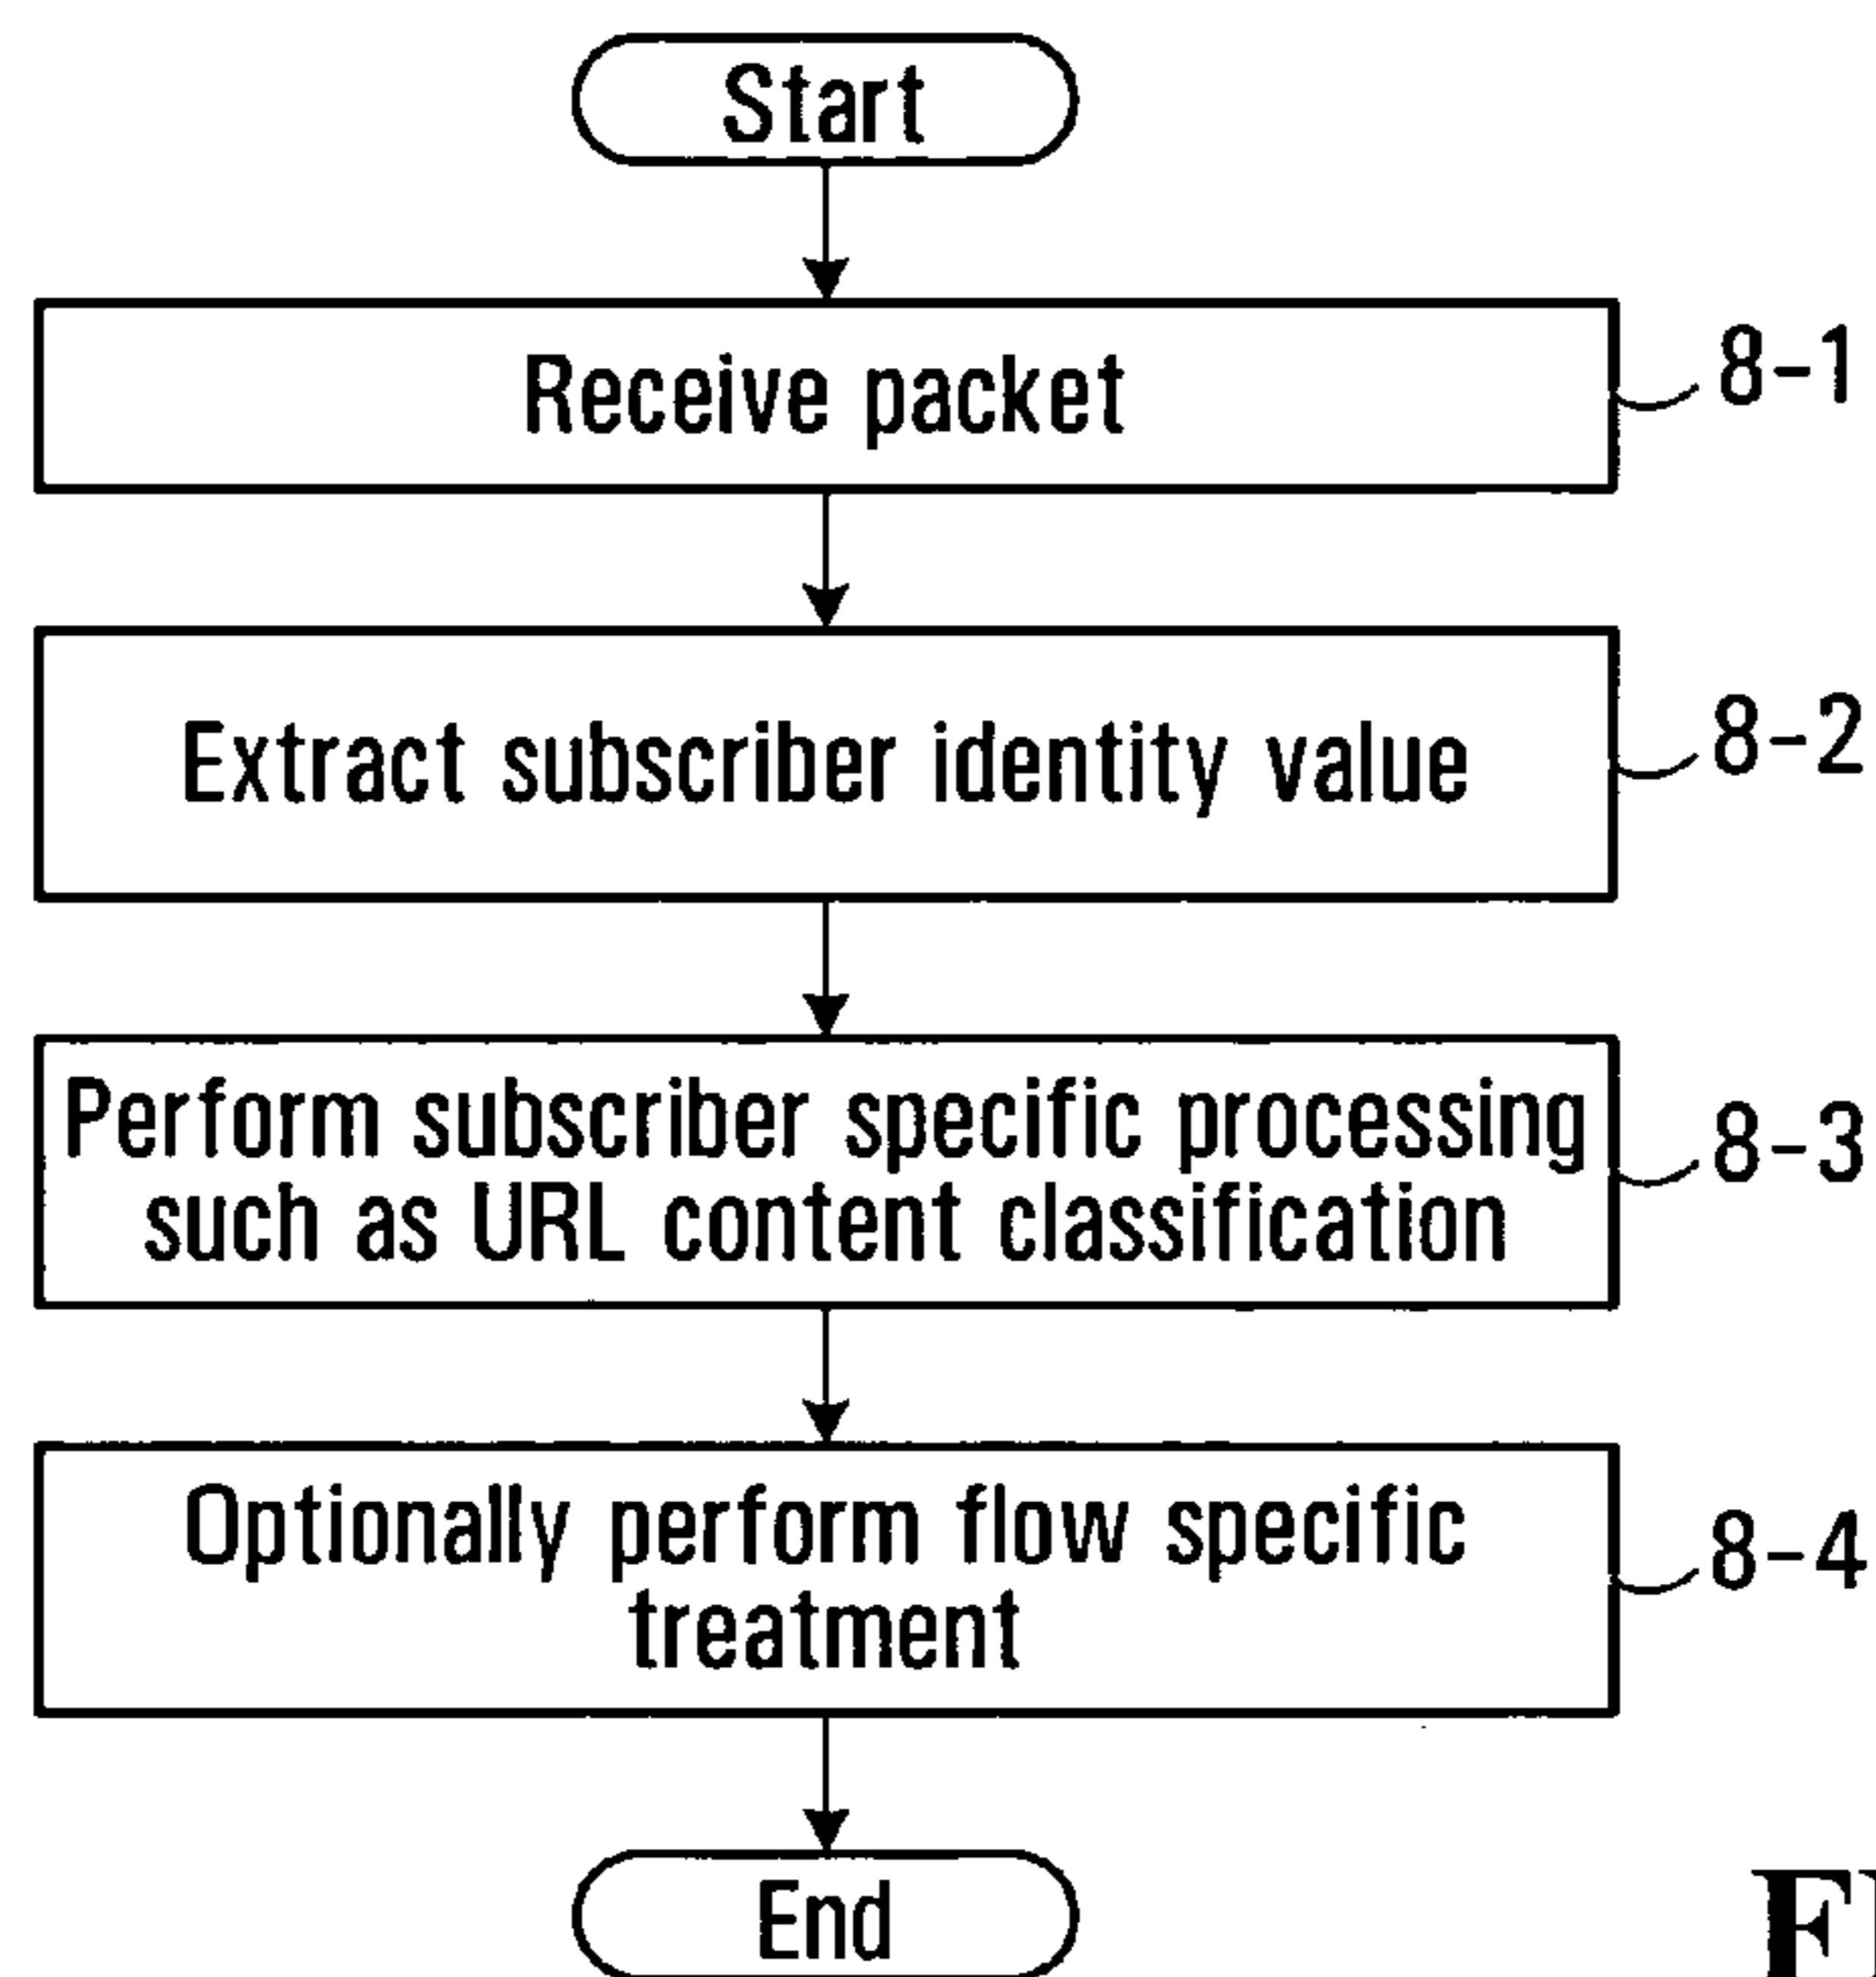 Start
Receive packet
8-1
Extract subscriber identity value
8-2
Perform subscriber specific processing
such as URL content classification
8-3
Optionally perform flow specific
treatment
8-4
End